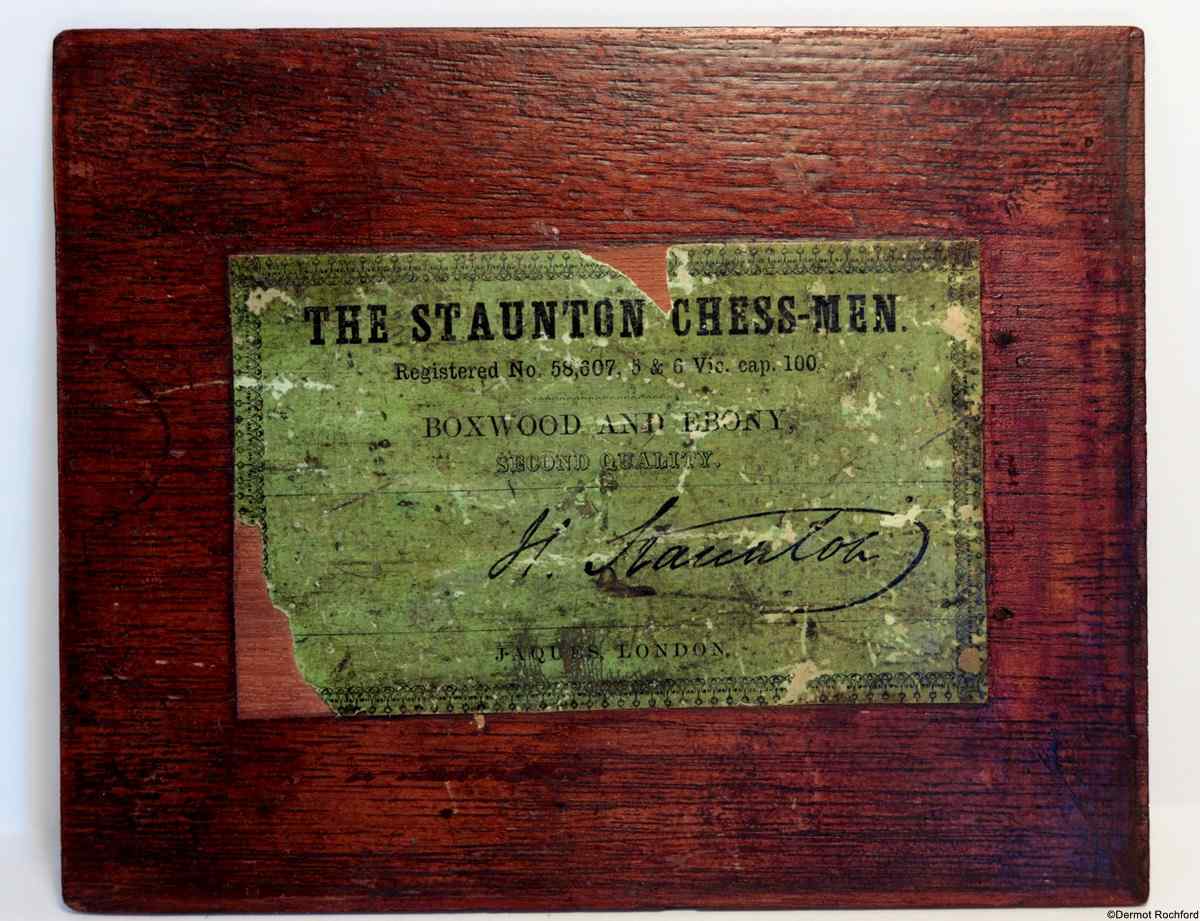 THE STAUNTON CHESS-MEN.
Registered No. 58,607, 5 & 6 Vic. cap. 100.
BOXWOOD AND EBONY,
SECOND QUALITY.
H. Staunton
JAQUES, LONDON.
©Dermot Rochford